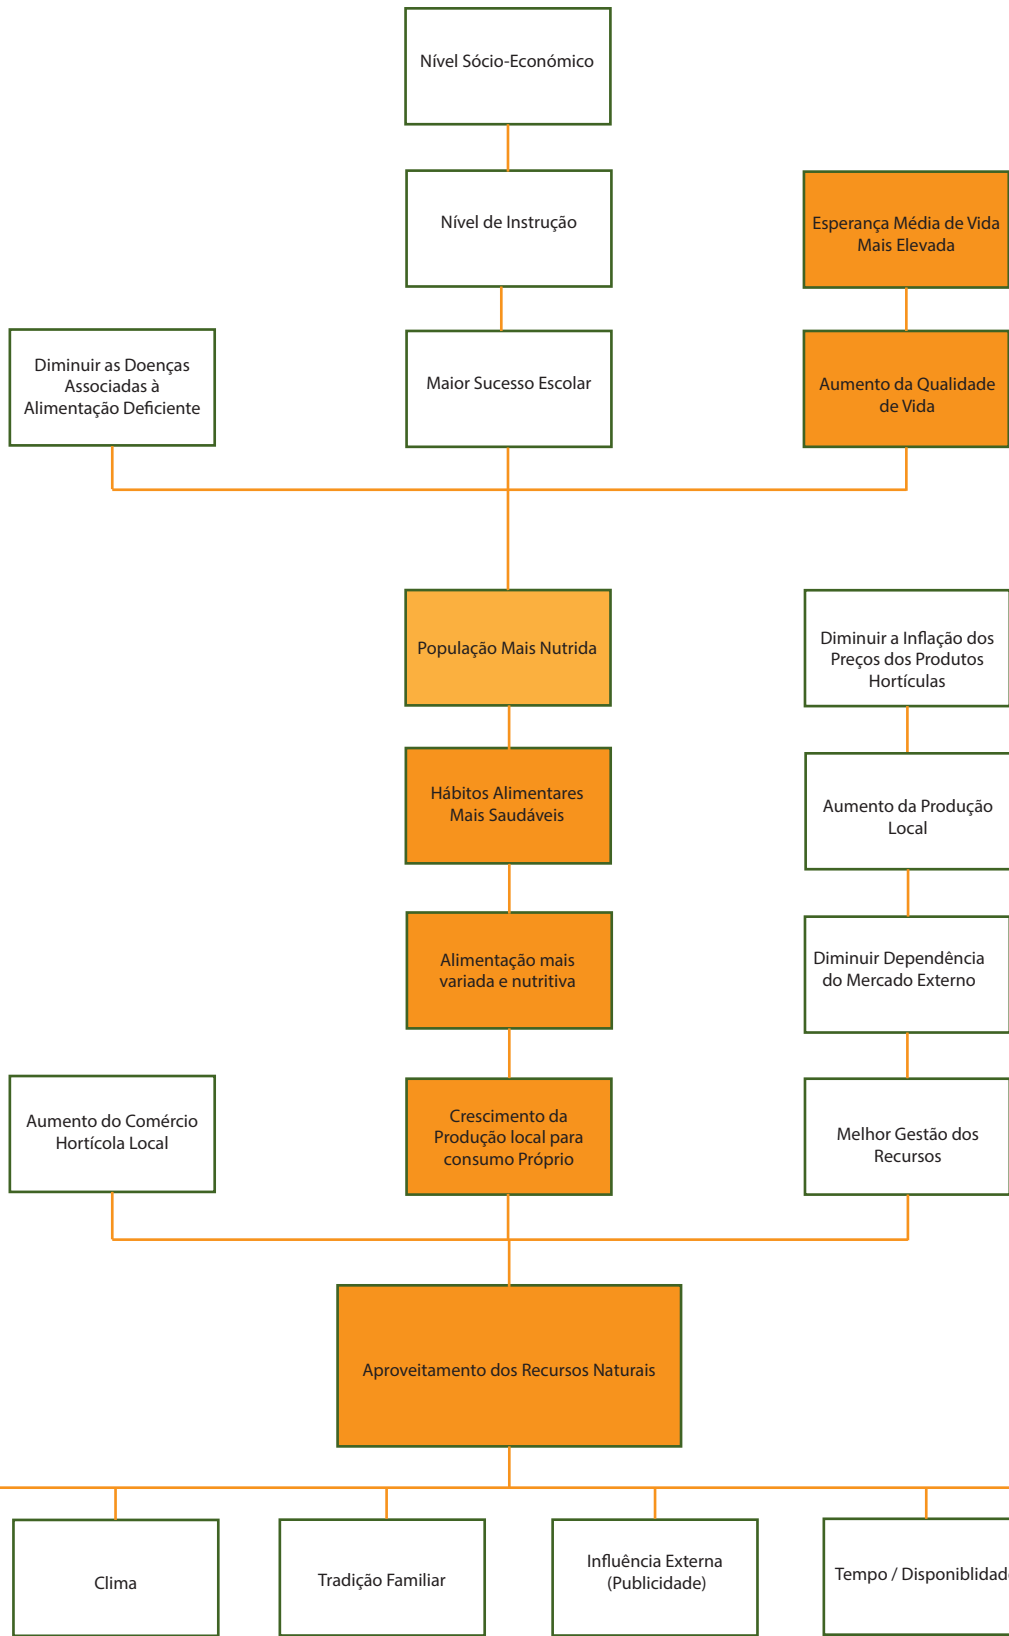 Nível Sócio-Económico
Nível de Instrução
Esperança Média de Vida
Mais Elevada
Diminuir as Doenças
Associadas à
Alimentação Deficiente
Maior Sucesso Escolar
Aumento da Qualidade
de Vida
População Mais Nutrida
Diminuir a Inflação dos
Preços dos Produtos
Hortículas
Hábitos Alimentares
Mais Saudáveis
Aumento da Produção
Local
Alimentação mais
variada e nutritiva
Diminuir Dependência
do Mercado Externo
Aumento do Comércio
Hortícola Local
Crescimento da
Produção local para
consumo Próprio
Melhor Gestão dos
Recursos
Aproveitamento dos Recursos Naturais
Clima
Tradição Familiar
Influência Externa
(Publicidade)
Tempo / Disponiblidade